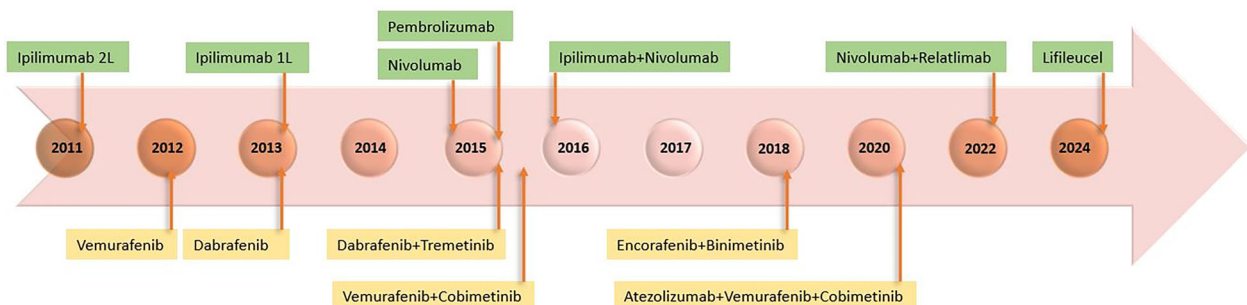 Pembrolizumab
Ipilimumab 2L
Ipilimumab 1L
Nivolumab
Ipilimumab+Nivolumab
Nivolumab+Relatlimab
Lifileucel
2011
2012
2013
2014
2015
2016
2017
2018
2020
2022
2024
Vemurafenib
Dabrafenib
Dabrafenib+Tremetinib
Encorafenib+Binimetinib
Vemurafenib+Cobimetinib
Atezolizumab+Vemurafenib+Cobimetinib